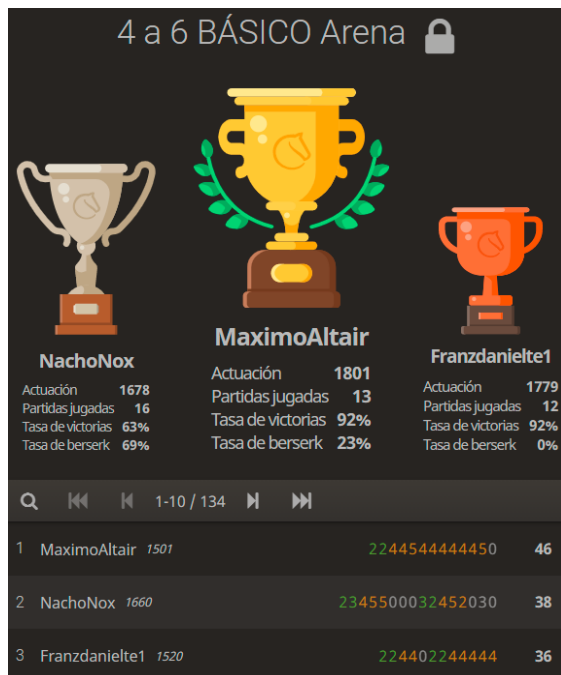 4 a 6 BÁSICO Arena
NachoNox
Actuación 1678
Partidas jugadas 16
Tasa de victorias 63%
Tasa de berserk 69%
MaximoAltair
Actuación 1801
Partidas jugadas 13
Tasa de victorias 92%
Tasa de berserk 23%
Franzdanielte1
Actuación 1779
Partidas jugadas 12
Tasa de victorias 92%
Tasa de berserk 0%
1-10 / 134
1 MaximoAltair 1501 2244544444450 46
2 NachoNox 1660 2345500032452030 38
3 Franzdanielte1 1520 224402244444 36